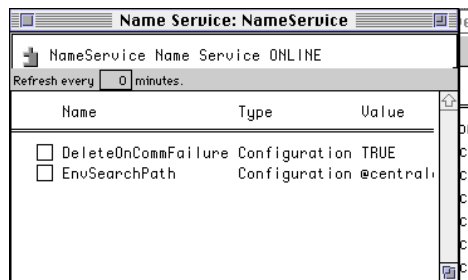 Name Service: NameService
NameService Name Service ONLINE
Refresh every 0 minutes.
Name Type Value
DeleteOnCommFailure Configuration TRUE
EnvSearchPath Configuration @central